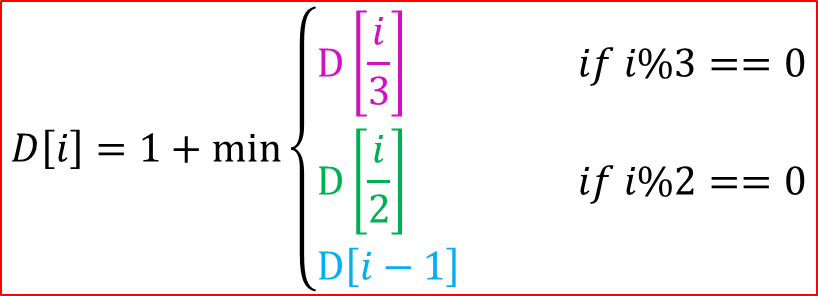 D[i] = 1 + min { D[i/3] if i%3 == 0
D[i/2] if i%2 == 0
D[i − 1]